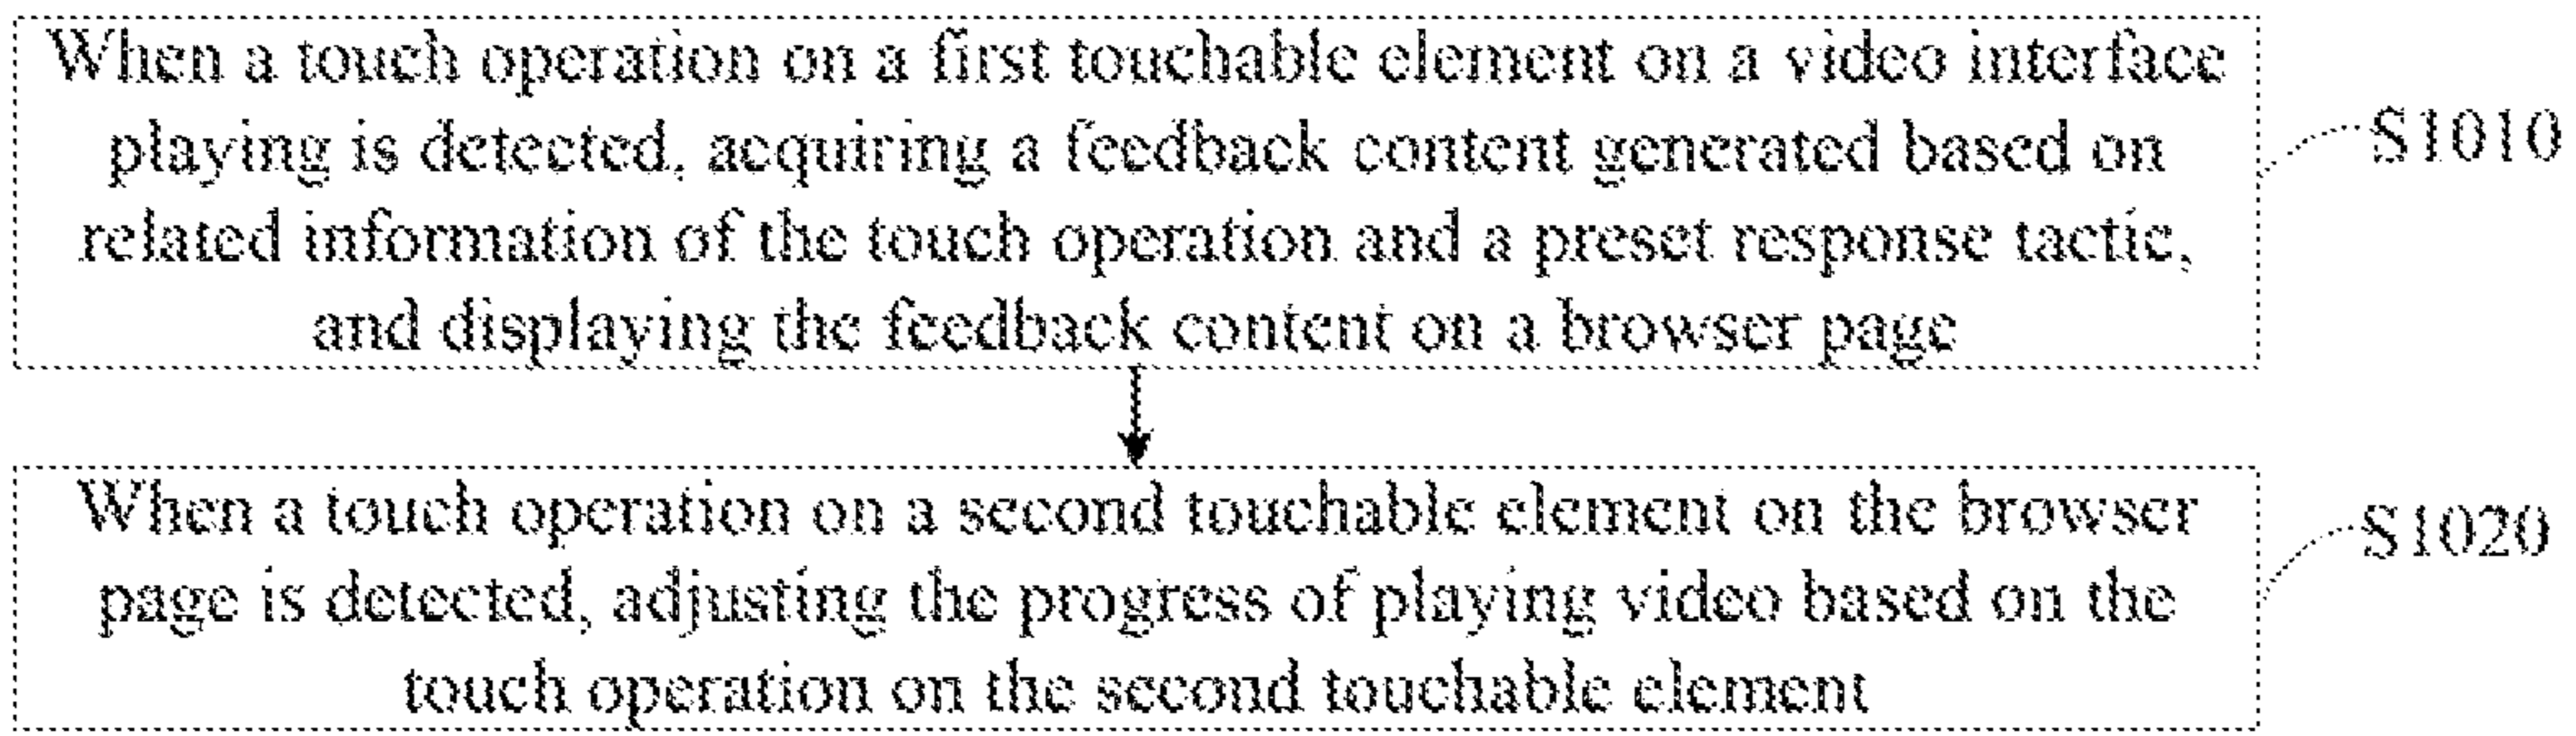 When a touch operation on a first touchable element on a video interface
playing is detected, acquiring a feedback content generated based on
related information of the touch operation and a preset response tactic,
and displaying the feedback content on a browser page
S1010
When a touch operation on a second touchable element on the browser
page is detected, adjusting the progress of playing video based on the
touch operation on the second touchable element
S1020